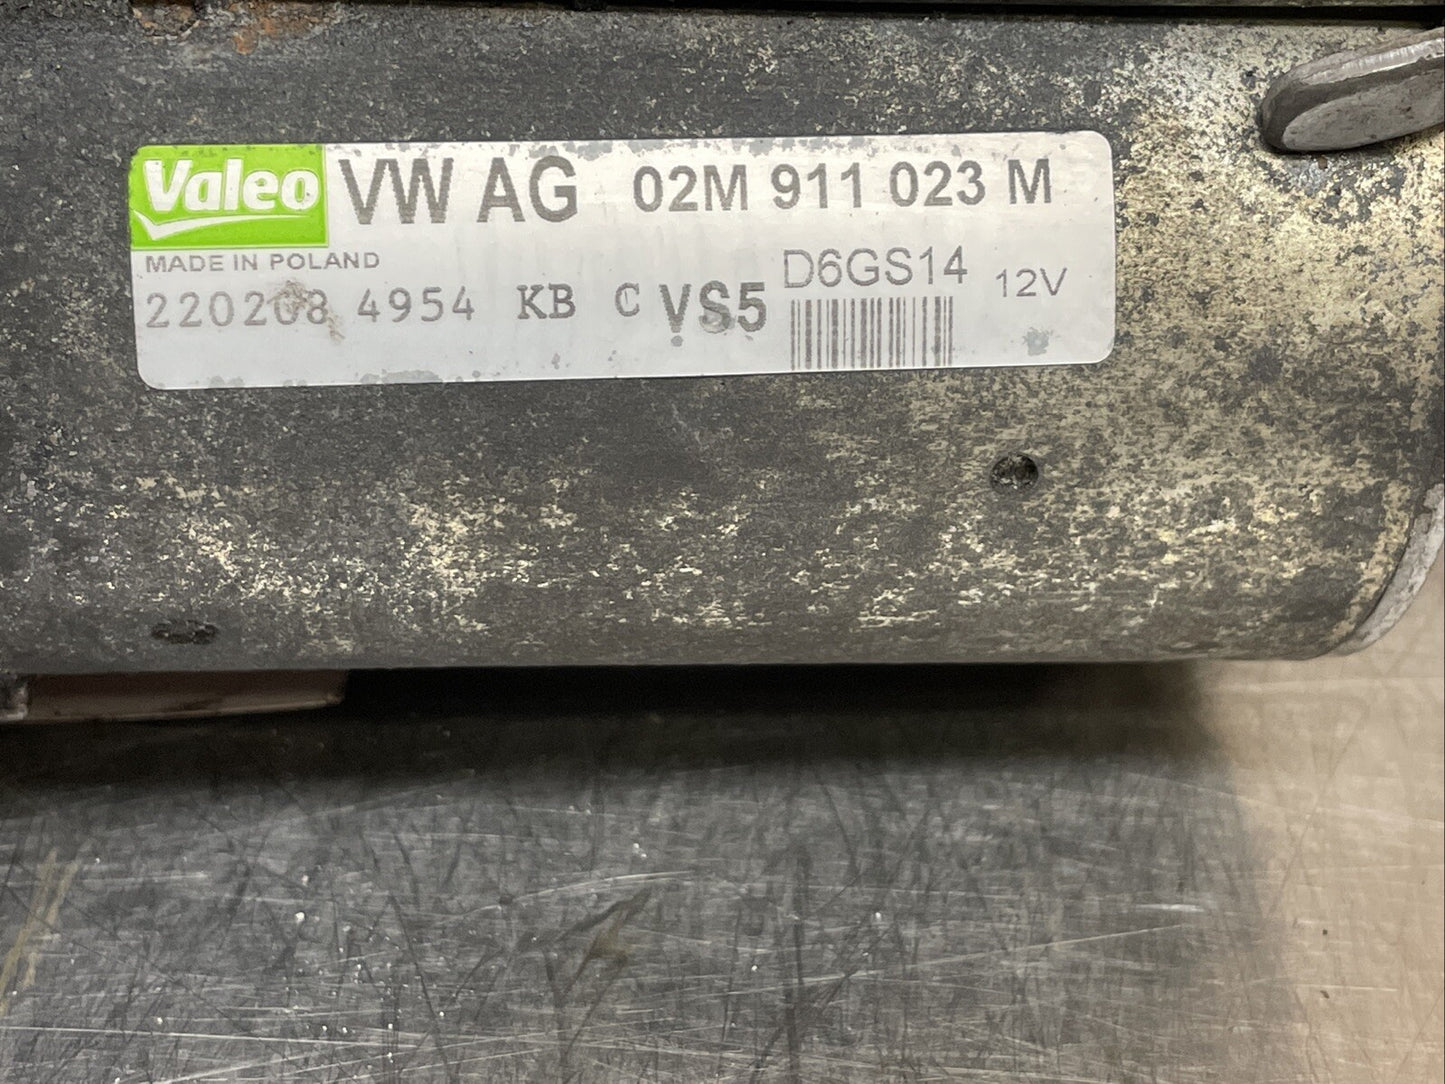 Valeo VW AG 02M 911 023 M
MADE IN POLAND
D6GS14 12V
220208 4954 KB C VS5